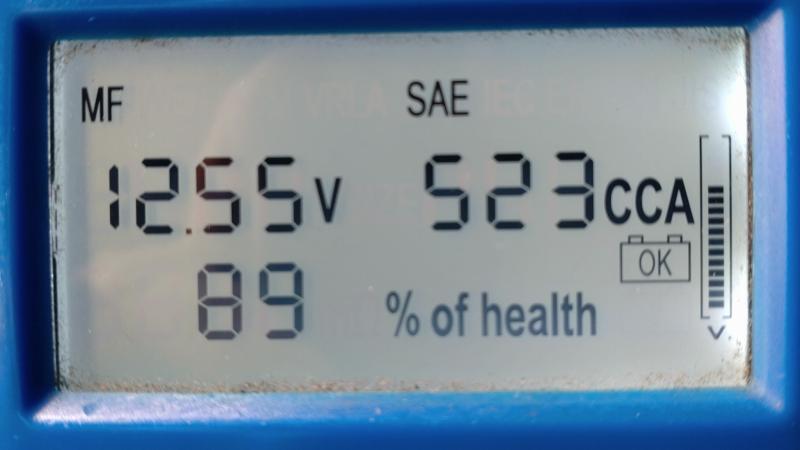 MF SAE
12.55 V 523 CCA
OK
89 % of health